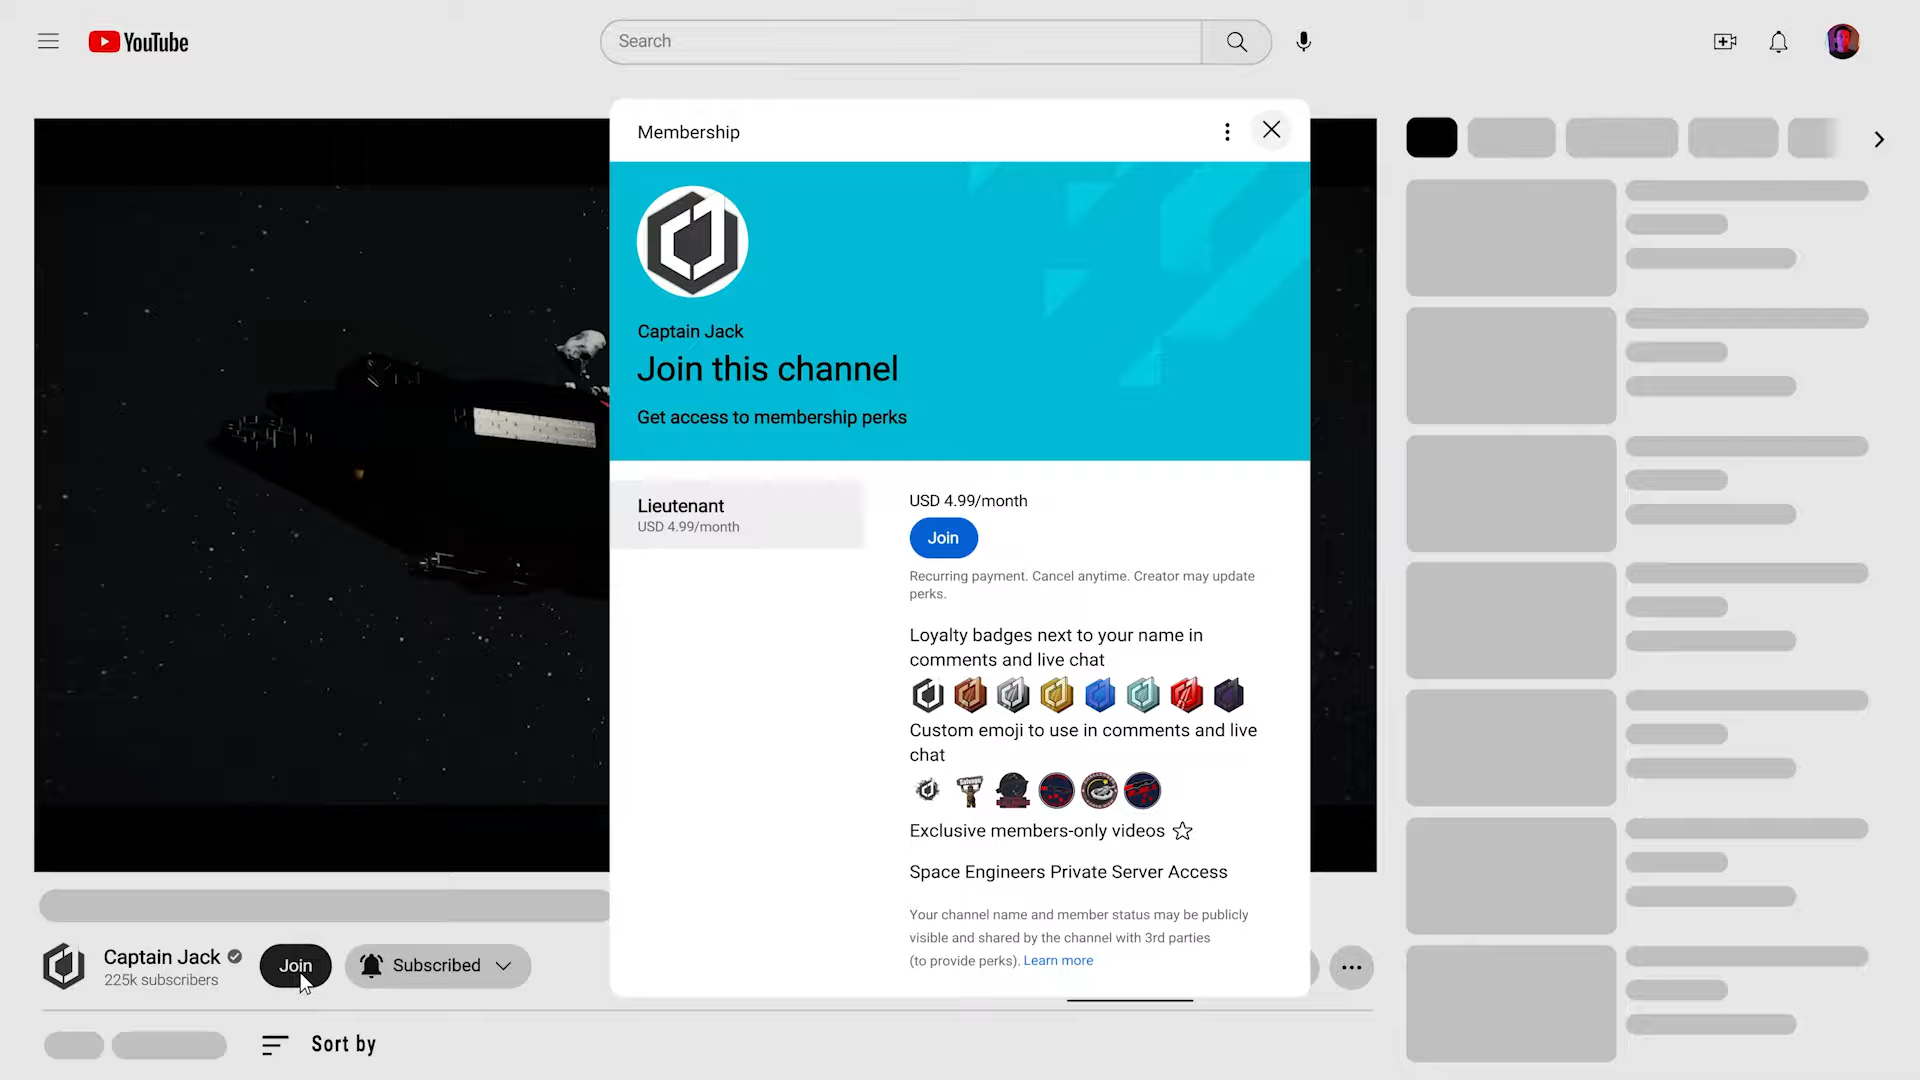 YouTube
Search
Membership
Captain Jack
Join this channel
Get access to membership perks
Lieutenant
USD 4.99/month
USD 4.99/month
Join
Recurring payment. Cancel anytime. Creator may update
perks.
Loyalty badges next to your name in
comments and live chat
Custom emoji to use in comments and live
chat
Exclusive members-only videos
Space Engineers Private Server Access
Your channel name and member status may be publicly
visible and shared by the channel with 3rd parties
(to provide perks). Learn more
Captain Jack
225k subscribers
Join
Subscribed
Sort by